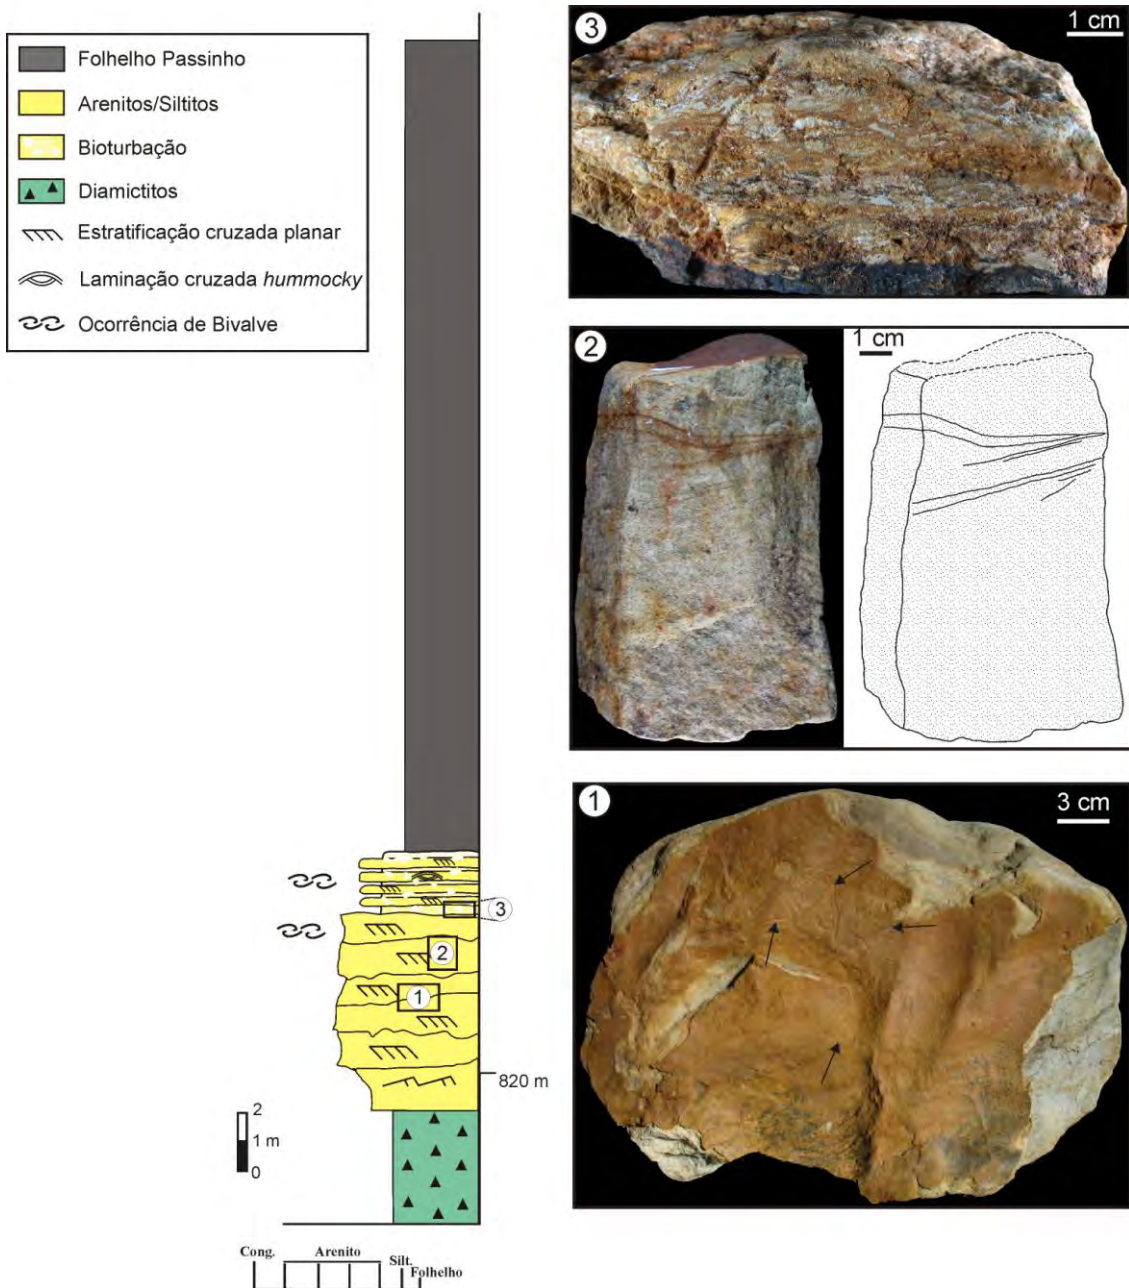 Folhelho Passinho
Arenitos/Siltitos
Bioturbação
Diamictitos
Estratificação cruzada planar
Laminação cruzada hummocky
Ocorrência de Bivalve
3
2
1
820 m
2
1 m
0
Cong.
Arenito
Silt.
Folhelho
3
1 cm
2
1 cm
1
3 cm